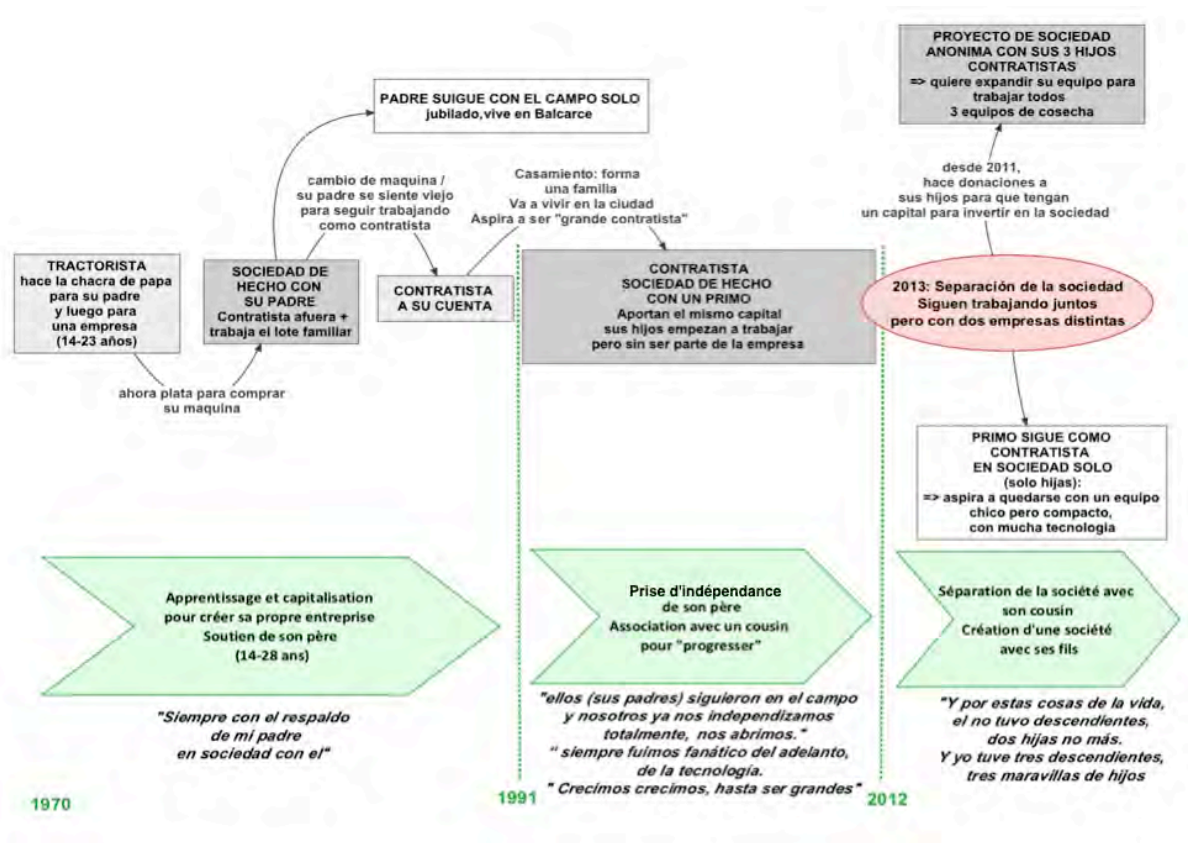 PROYECTO DE SOCIEDAD
ANONIMA CON SUS 3 HIJOS
CONTRATISTAS
=> quiere expandir su equipo para
trabajar todos
3 equipos de cosecha
PADRE SUIGUE CON EL CAMPO SOLO
jubilado,vive en Balcarce
cambio de maquina /
su padre se siente viejo
para seguir trabajando
como contratista
Casamiento: forma
una familia
Va a vivir en la ciudad
Aspira a ser "grande contratista"
desde 2011,
hace donaciones a
sus hijos para que tengan
un capital para invertír en la sociedad
TRACTORISTA
hace la chacra de papa
para su padre
y luego para
una empresa
(14-23 años)
SOCIEDAD DE
HECHO CON
SU PADRE
Contratista afuera +
trabaja el lote familiar
CONTRATISTA
A SU CUENTA
CONTRATISTA
SOCIEDAD DE HECHO
CON UN PRIMO
Aportan el mismo capital
sus hijos empezan a trabajar
pero sin ser parte de la empresa
2013: Separación de la sociedad
Siguen trabajando juntos
pero con dos empresas distintas
ahora plata para comprar
su maquina
PRIMO SIGUE COMO
CONTRATISTA
EN SOCIEDAD SOLO
(solo hijas):
=> aspira a quedarse con un equipo
chico pero compacto,
con mucha tecnologia
Apprentissage et capitalisation
pour créer sa propre entreprise
Soutien de son père
(14-28 ans)
Prise d'indépendance
de son père
Association avec un cousin
pour "progresser"
Séparation de la société avec
son cousin
Création d'une société
avec ses fils
"Siempre con el respaldo
de mi padre
en sociedad con el"
"ellos (sus padres) siguieron en el campo
y nosotros ya nos independizamos
totalmente, nos abrimos."
" siempre fuimos fanático del adelanto,
de la tecnología.
" Crecímos crecimos, hasta ser grandes"
"Y por estas cosas de la vida,
el no tuvo descendientes,
dos hijas no más.
Y yo tuve tres descendientes,
tres maravillas de hijos
1970
1991
2012